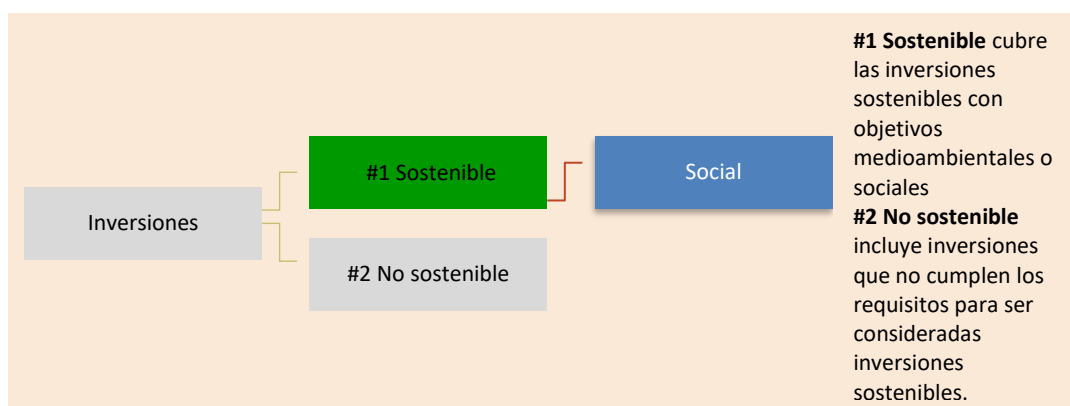 Inversiones
#1 Sostenible
#2 No sostenible
Social
#1 Sostenible cubre
las inversiones
sostenibles con
objetivos
medioambientales o
sociales
#2 No sostenible
incluye inversiones
que no cumplen los
requisitos para ser
consideradas
inversiones
sostenibles.